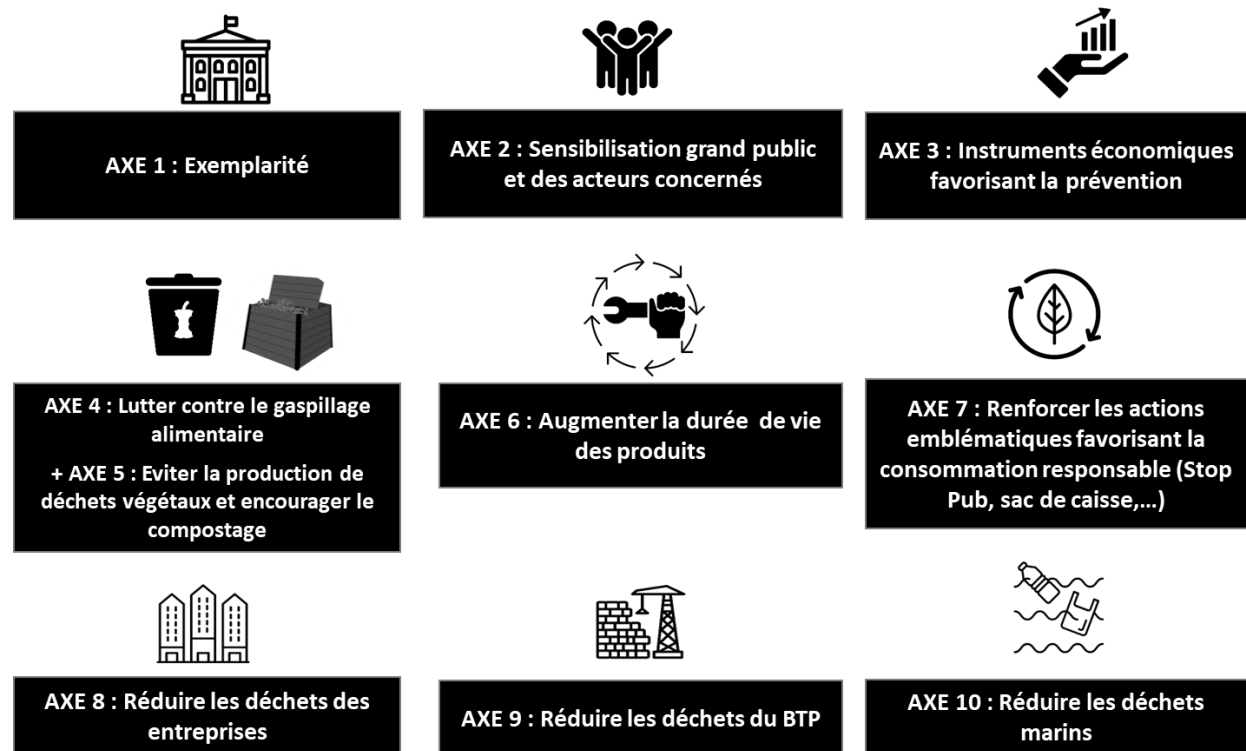 AXE 1 : Exemplarité
AXE 2 : Sensibilisation grand public
et des acteurs concernés
AXE 3 : Instruments économiques
favorisant la prévention
AXE 4 : Lutter contre le gaspillage
alimentaire
+ AXE 5 : Eviter la production de
déchets végétaux et encourager le
compostage
AXE 6 : Augmenter la durée de vie
des produits
AXE 7 : Renforcer les actions
emblématiques favorisant la
consommation responsable (Stop
Pub, sac de caisse,...)
AXE 8 : Réduire les déchets des
entreprises
AXE 9 : Réduire les déchets du BTP
AXE 10 : Réduire les déchets
marins